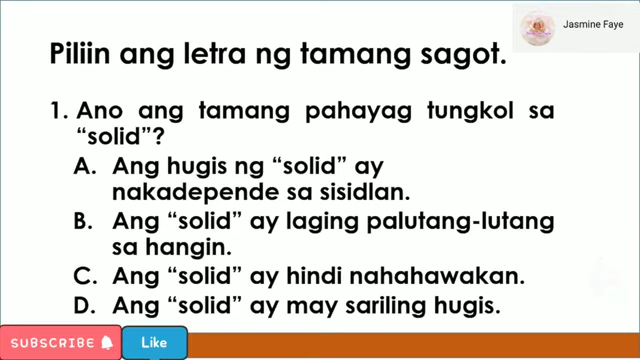 Jasmine Faye
Piliin ang letra ng tamang sagot.
1. Ano ang tamang pahayag tungkol sa
“solid”?
A. Ang hugis ng “solid” ay
nakadepende sa sisidlan.
B. Ang “solid” ay laging palutang-lutang
sa hangin.
C. Ang “solid” ay hindi nahahawakan.
D. Ang “solid” ay may sariling hugis.
SUBSCRIBE
Like